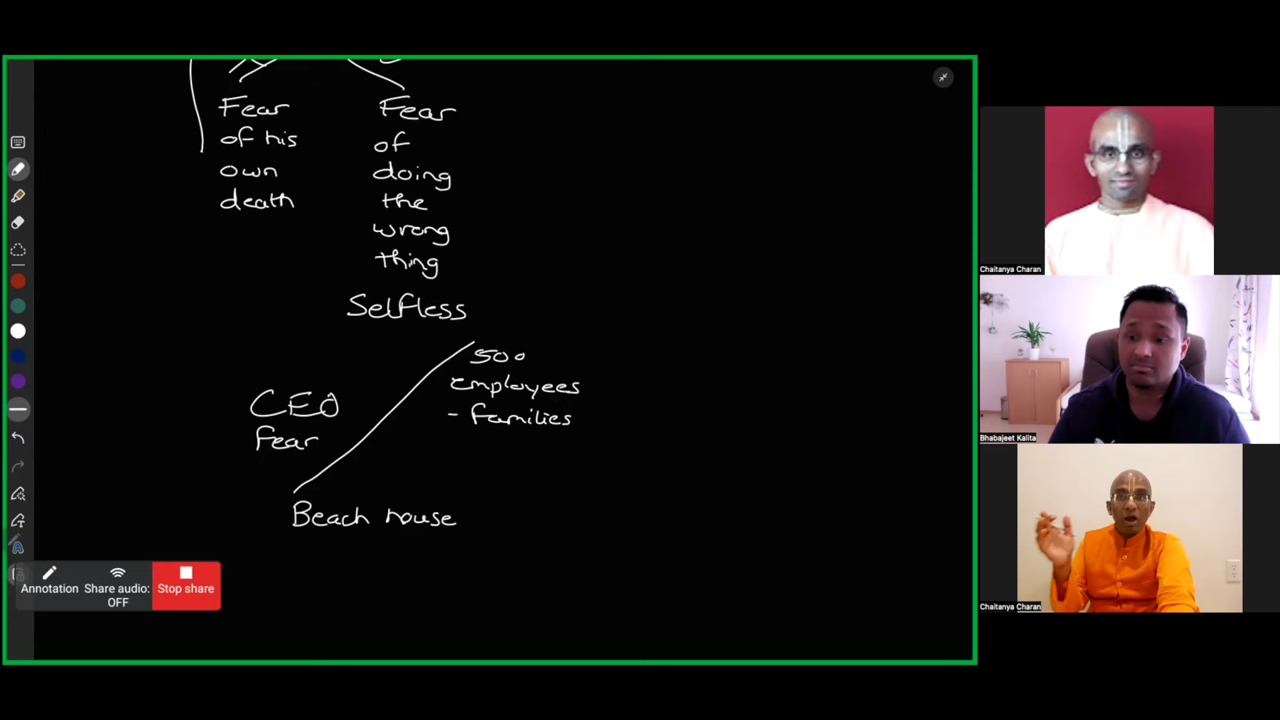 Fear
of his
own
death
Fear
of
doing
the
wrong
thing
Selfless
500
employees
- families
CEO
fear
Beach house
Annotation
Share audio:
OFF
Stop share
Chaitanya Charan
Bhabajeet Kalita
Chaitanya Charan